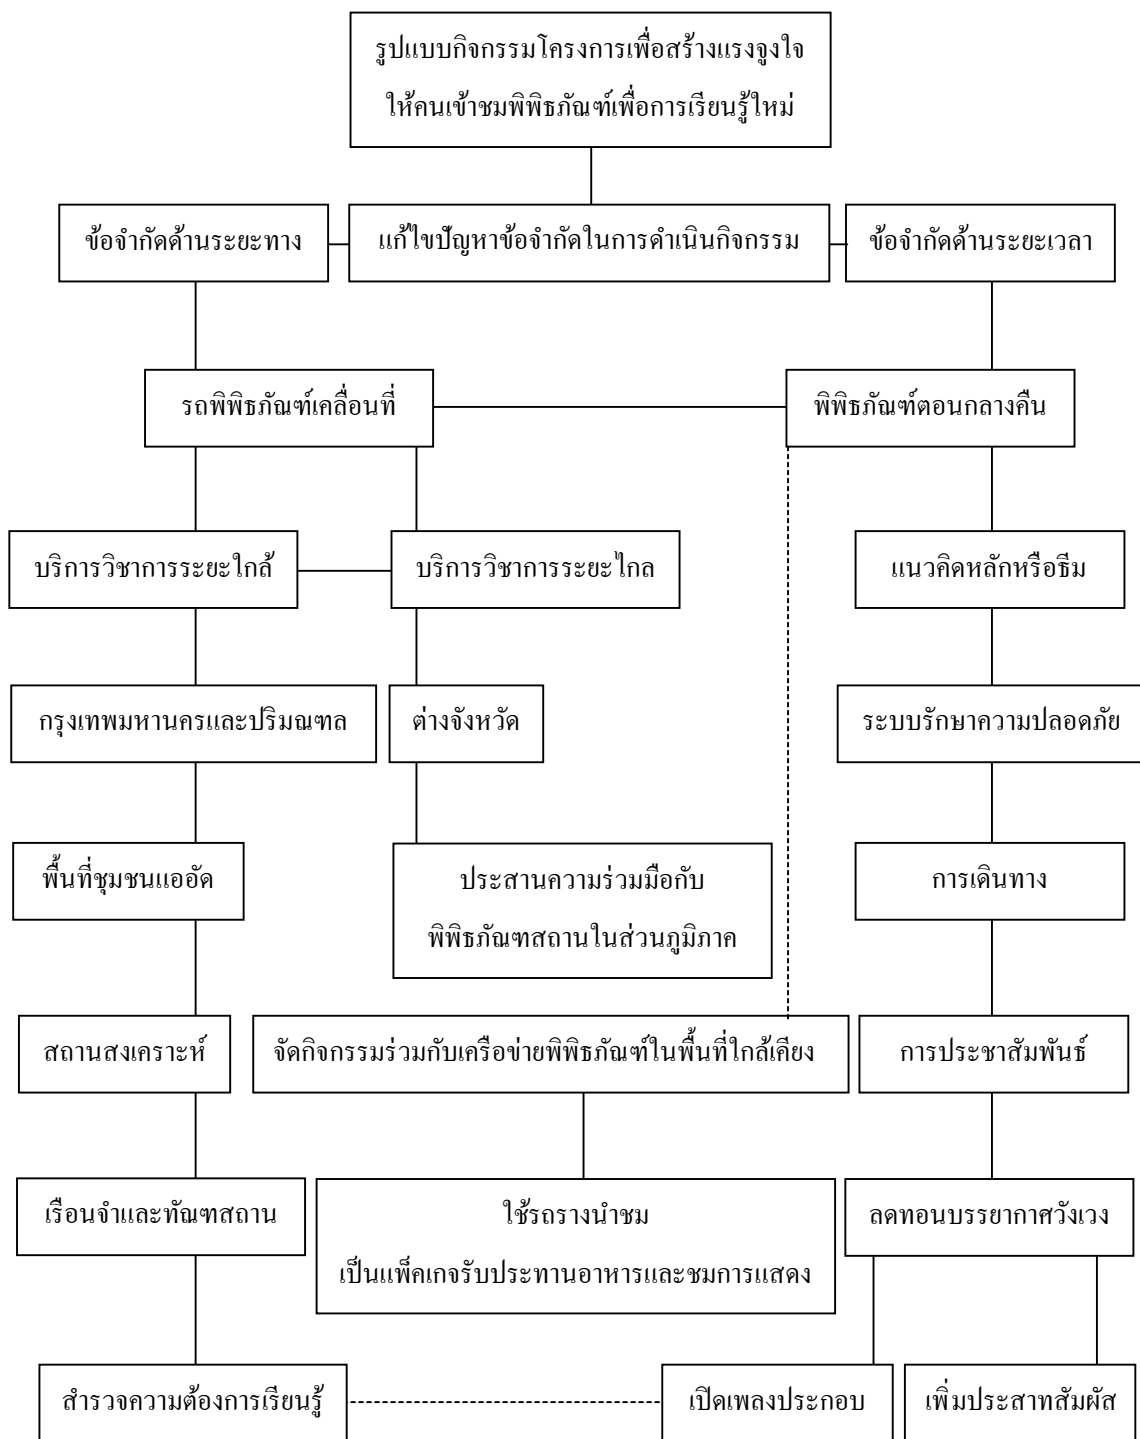 รูปแบบกิจกรรมโครงการเพื่อสร้างแรงจูงใจ
ให้คนเข้าชมพิพิธภัณฑ์เพื่อการเรียนรู้ใหม่
ข้อจำกัดด้านระยะทาง
แก้ไขปัญหาข้อจำกัดในการดำเนินกิจกรรม
ข้อจำกัดด้านระยะเวลา
รถพิพิธภัณฑ์เคลื่อนที่
พิพิธภัณฑ์ตอนกลางคืน
บริการวิชาการระยะใกล้
บริการวิชาการระยะไกล
แนวคิดหลักหรือธีม
กรุงเทพมหานครและปริมณฑล
ต่างจังหวัด
ระบบรักษาความปลอดภัย
พื้นที่ชุมชนแออัด
ประสานความร่วมมือกับ
พิพิธภัณฑสถานในส่วนภูมิภาค
การเดินทาง
สถานสงเคราะห์
จัดกิจกรรมร่วมกับเครือข่ายพิพิธภัณฑ์ในพื้นที่ใกล้เคียง
การประชาสัมพันธ์
เรือนจำและทัณฑสถาน
ใช้รถรางนำชม
เป็นแพ็คเกจรับประทานอาหารและชมการแสดง
ลดทอนบรรยากาศวังเวง
สำรวจความต้องการเรียนรู้
เปิดเพลงประกอบ
เพิ่มประสาทสัมผัส